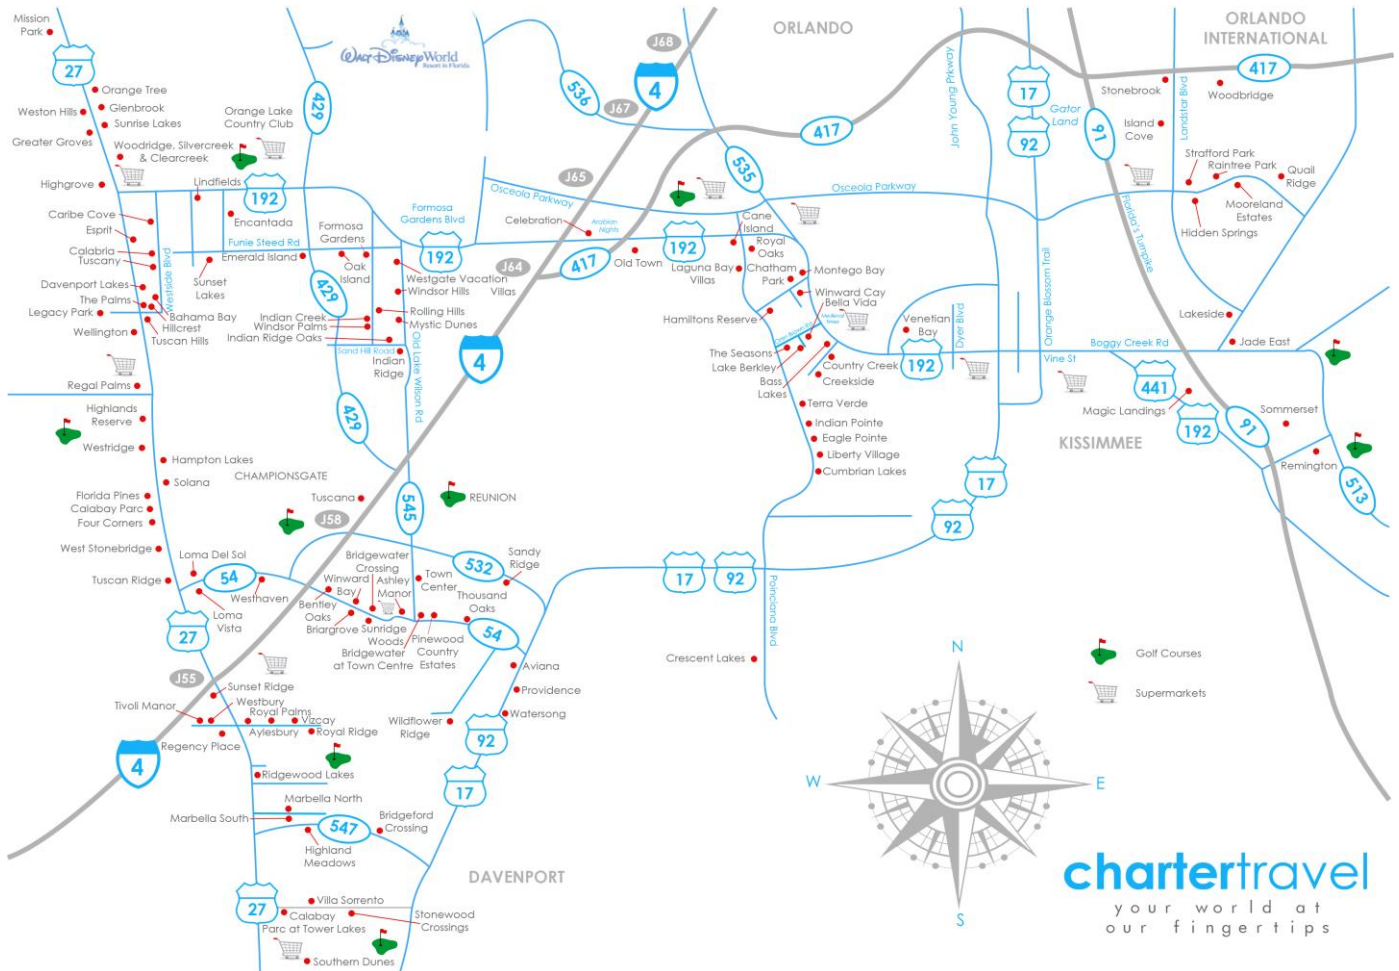 Mission
Park
27
Orange Tree
Weston Hills
Glenbrook
Sunrise Lakes
Greater Groves
Woodridge, Silvercreek
& Clearcreek
Highgrove
Orange Lake
Country Club
Lindfields
192
Encantada
Caribe Cove
Esprit
Calabria
Tuscany
Funie Steed Rd
Emerald Island
Sunset
Lakes
Westside Blvd
Davenport Lakes
The Palms
Legacy Park
Bahama Bay
Hillcrest
Tuscan Hills
Wellington
Regal Palms
Highlands
Reserve
Westridge
Hampton Lakes
Solana
Florida Pines
Calabay Parc
Four Corners
West Stonebridge
Loma Del Sol
Tuscan Ridge
54
Westhaven
Loma
Vista
27
429
Walt Disney World
Resort in Florida
Formosa
Gardens
Oak
Island
429
Formosa
Gardens Blvd
192
Westgate Vacation
Villas
Windsor Hills
Rolling Hills
Mystic Dunes
Indian Creek
Windsor Palms
Indian Ridge Oaks
Sand Hill Road
Indian
Ridge
Old Lake Wilson Rd
429
CHAMPIONSGATE
Tuscana
J58
545
REUNION
4
J64
417
Celebration
Arabian
Nights
Old Town
Osceola Parkway
J65
J67
J68
4
536
ORLANDO
417
535
Osceola Parkway
192
Cane
Island
Royal
Oaks
Laguna Bay
Villas
Chatham
Park
Montego Bay
Winward Cay
Bella Vida
Medieval
Times
Hamiltons Reserve
The Seasons
Lake Berkley
Bass
Lakes
Country Creek
Creekside
Terra Verde
Indian Pointe
Eagle Pointe
Liberty Village
Cumbrian Lakes
Venetian
Bay
192
Dyer Blvd
John Young Prkway
17
92
Gator
Land
91
Orange Blossom Trail
Vine St
Boggy Creek Rd
Florida's Turnpike
ORLANDO
INTERNATIONAL
417
Stonebrook
Woodbridge
Landstar Blvd
Island
Cove
Strafford Park
Raintree Park
Quail
Ridge
Mooreland
Estates
Hidden Springs
Lakeside
Jade East
441
192
Magic Landings
91
Sommerset
Remington
513
KISSIMMEE
17
92
17
92
Poinciana Blvd
Crescent Lakes
532
Sandy
Ridge
Bridgewater
Crossing
Winward
Bay
Ashley
Manor
Town
Center
Thousand
Oaks
Bentley
Oaks
Briargrove
Sunridge
Woods
Bridgewater
at Town Centre
Pinewood
Country
Estates
54
Aviana
Providence
Watersong
Wildflower
Ridge
92
17
J55
Sunset Ridge
Westbury
Tivoli Manor
Royal Palms
Vizcay
Aylesbury
Royal Ridge
Regency Place
4
Ridgewood Lakes
Marbella North
Marbella South
547
Bridgeford
Crossing
Highland
Meadows
DAVENPORT
27
Villa Sorrento
Calabay
Parc at Tower Lakes
Stonewood
Crossings
Southern Dunes
Golf Courses
Supermarkets
N
W
E
S
chartertravel
your world at
our fingertips